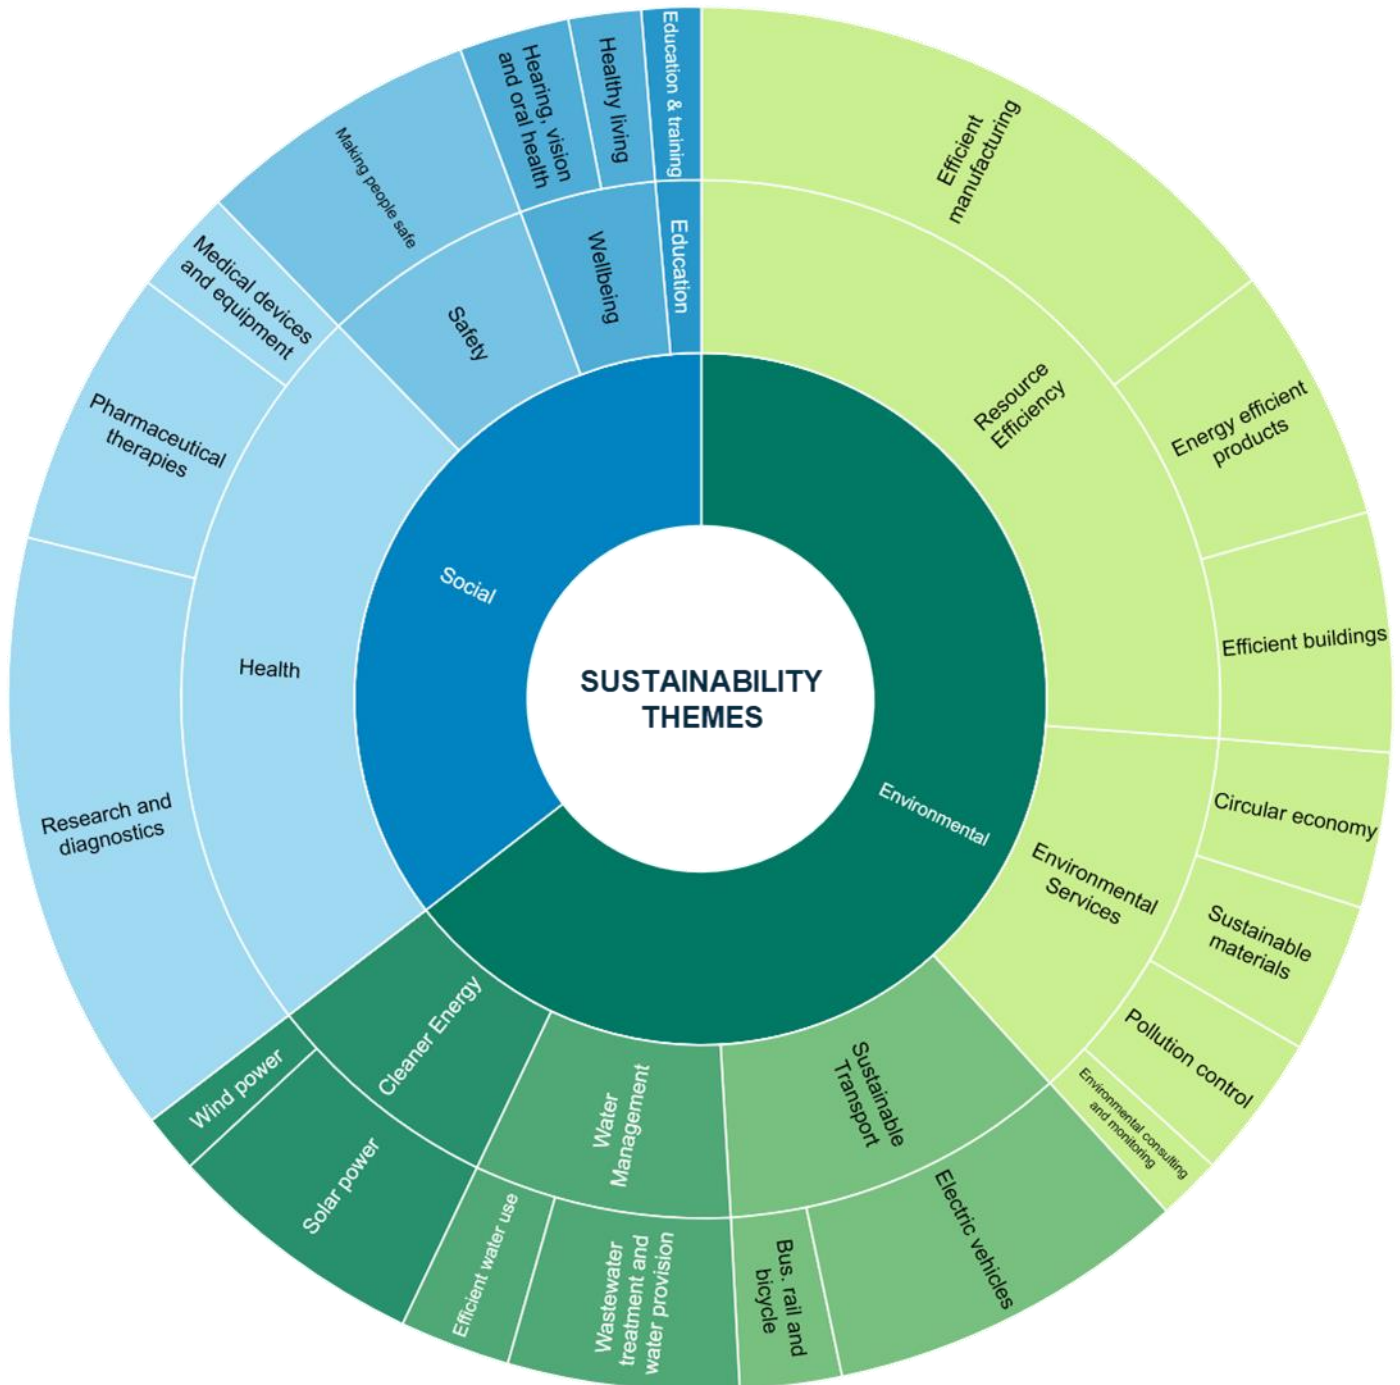 SUSTAINABILITY
THEMES
Environmental
Resource
Efficiency
Efficient
manufacturing
Energy efficient
products
Efficient buildings
Environmental
Services
Circular economy
Sustainable
materials
Pollution control
Environmental consulting
and monitoring
Sustainable
Transport
Electric vehicles
Bus. rail and
bicycle
Water
Management
Wastewater
treatment and
water provision
Efficient water use
Cleaner Energy
Solar power
Wind power
Social
Health
Research and
diagnostics
Pharmaceutical
therapies
Medical devices
and equipment
Safety
Making people safe
Wellbeing
Hearing, vision
and oral health
Healthy living
Education
Education & training